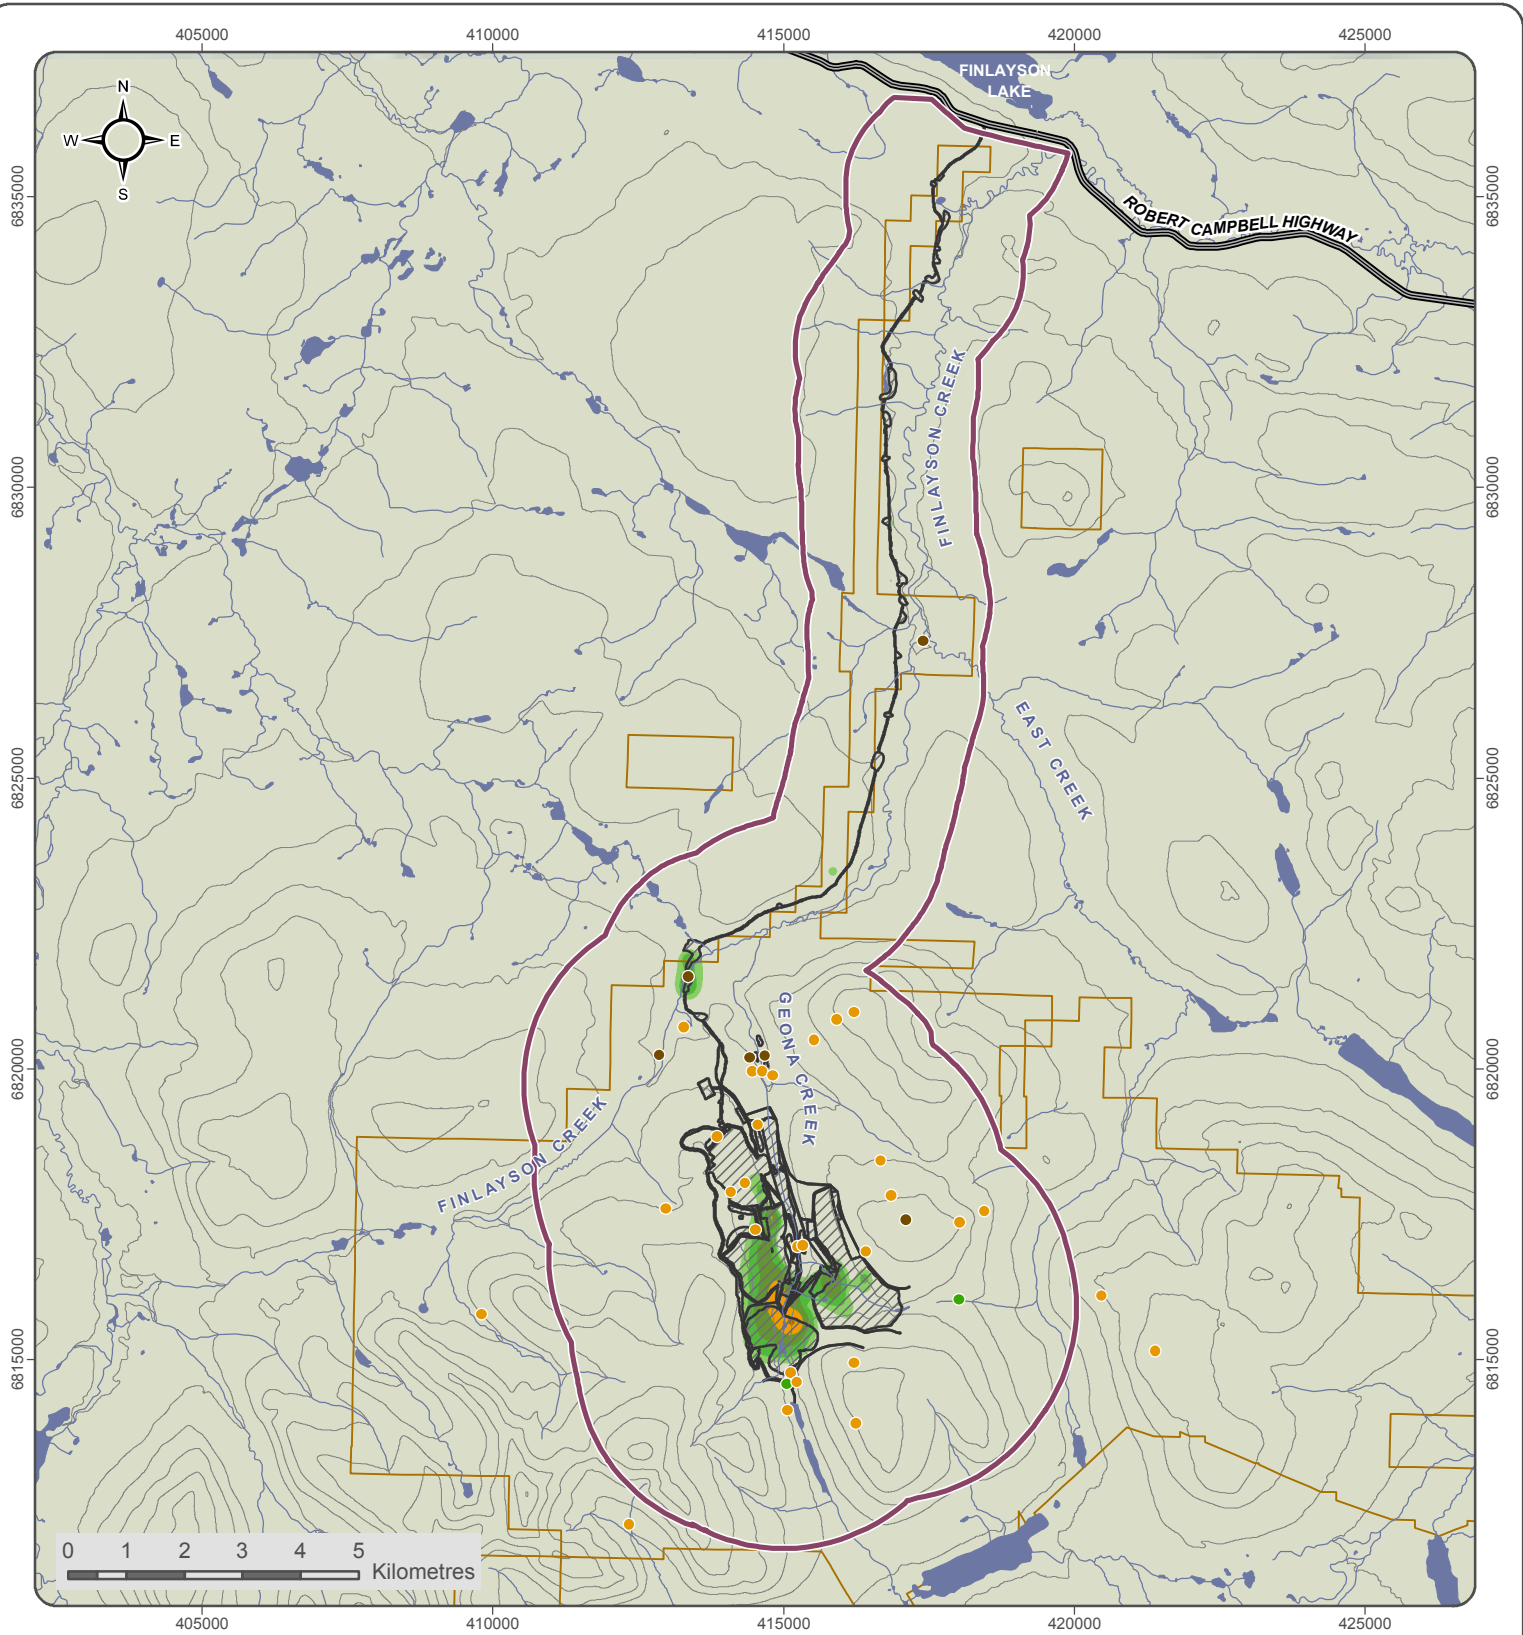 405000 410000 415000 420000 425000
FINLAYSON
LAKE
N
W E
S
6835000 6835000
ROBERT CAMPBELL HIGHWAY
FINLAYSON CREEK
6830000 6830000
EAST CREEK
6825000 6825000
GEONA CREEK
6820000 6820000
FINLAYSON CREEK
6815000 6815000
0 1 2 3 4 5
Kilometres
405000 410000 415000 420000 425000